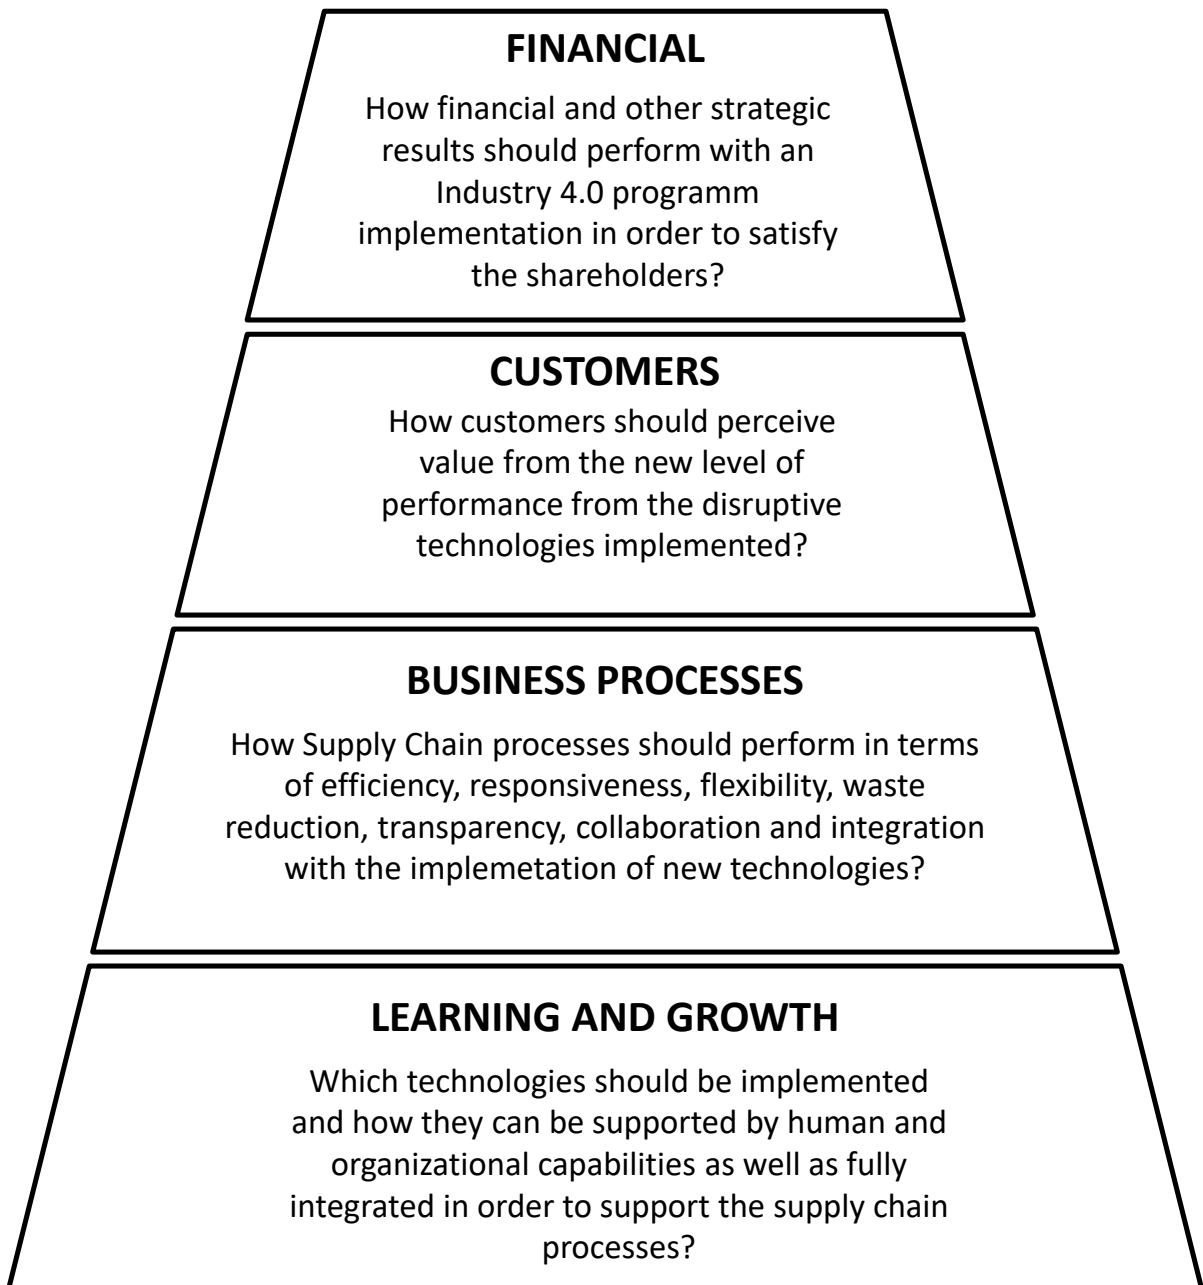 FINANCIAL
How financial and other strategic
results should perform with an
Industry 4.0 programm
implementation in order to satisfy
the shareholders?
CUSTOMERS
How customers should perceive
value from the new level of
performance from the disruptive
technologies implemented?
BUSINESS PROCESSES
How Supply Chain processes should perform in terms
of efficiency, responsiveness, flexibility, waste
reduction, transparency, collaboration and integration
with the implemetation of new technologies?
LEARNING AND GROWTH
Which technologies should be implemented
and how they can be supported by human and
organizational capabilities as well as fully
integrated in order to support the supply chain
processes?